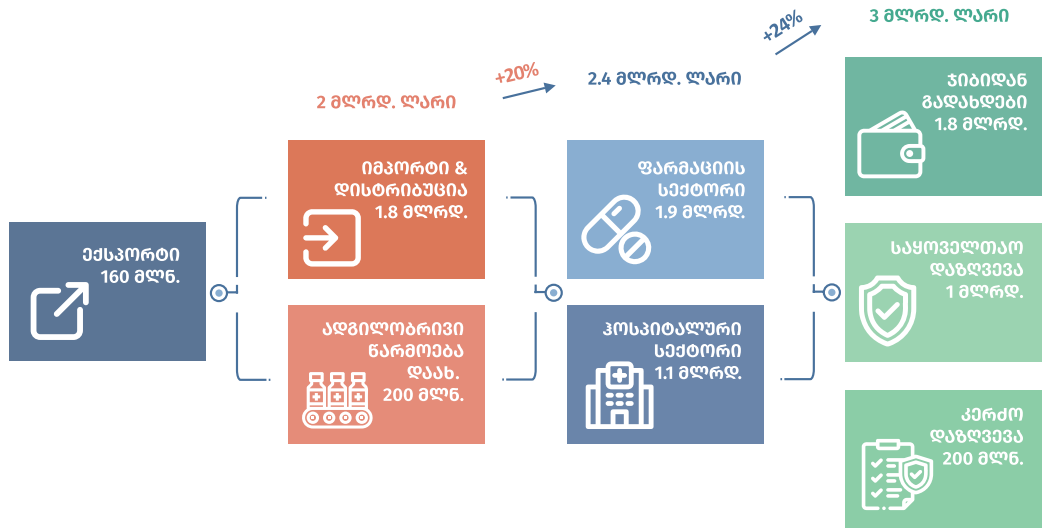 ექსპორტი
160 მლნ.
2 მლრდ. ლარი
იმპორტი &
დისტრიბუცია
1.8 მლრდ.
ადგილობრივი
წარმოება
დაახ.
200 მლნ.
+20%
2.4 მლრდ. ლარი
ფარმაციის
სექტორი
1.9 მლრდ.
ჰოსპიტალური
სექტორი
1.1 მლრდ.
+24%
3 მლრდ. ლარი
ჯიბიდან
გადახდები
1.8 მლრდ.
საყოველთაო
დაზღვევა
1 მლრდ.
კერძო
დაზღვევა
200 მლნ.